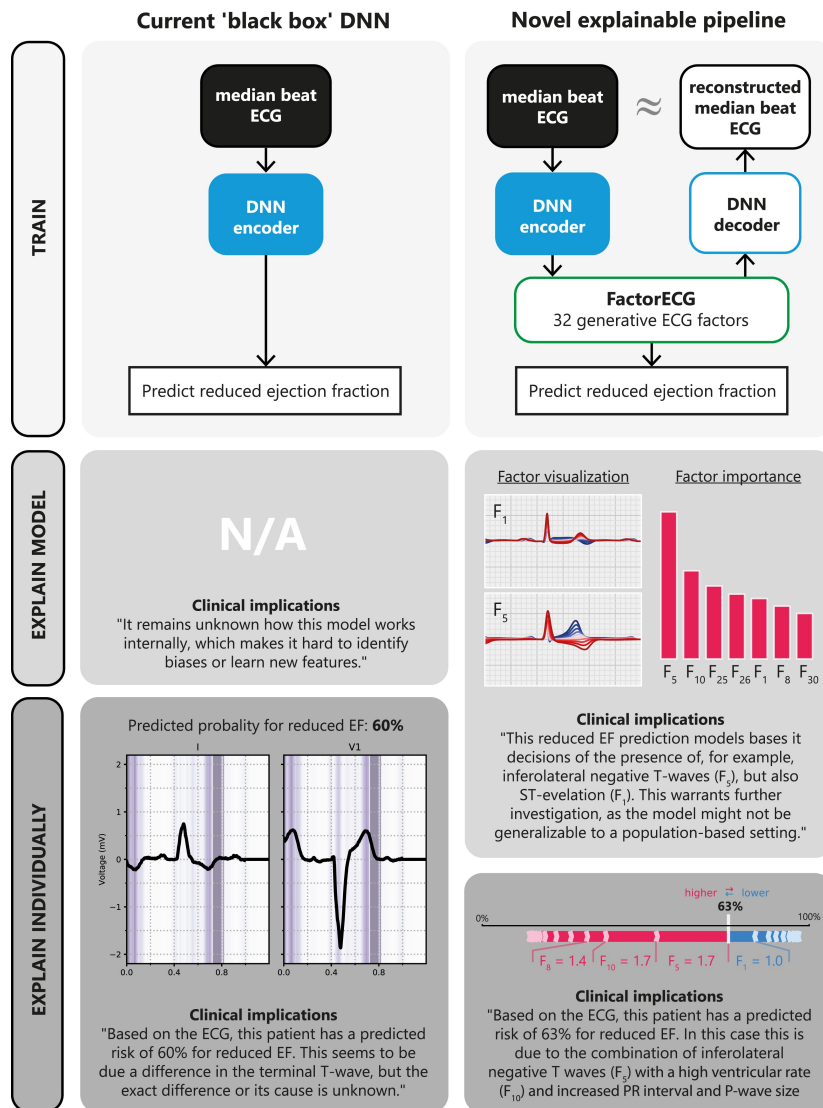 Current 'black box' DNN
Novel explainable pipeline
TRAIN
median beat
ECG
DNN
encoder
Predict reduced ejection fraction
median beat
ECG
≈
reconstructed
median beat
ECG
DNN
encoder
DNN
decoder
FactorECG
32 generative ECG factors
Predict reduced ejection fraction
EXPLAIN MODEL
N/A
Clinical implications
"It remains unknown how this model works
internally, which makes it hard to identify
biases or learn new features."
Factor visualization
Factor importance
F1
F5
F5 F10 F25 F26 F1 F8 F30
Clinical implications
"This reduced EF prediction models bases it
decisions of the presence of, for example,
inferolateral negative T-waves (F5), but also
ST-evelation (F1). This warrants further
investigation, as the model might not be
generalizable to a population-based setting."
EXPLAIN INDIVIDUALLY
Predicted probality for reduced EF: 60%
I
V1
Voltage (mV)
2
1
0
−1
−2
0.0 0.4 0.8
0.0 0.4 0.8
Clinical implications
"Based on the ECG, this patient has a predicted
risk of 60% for reduced EF. This seems to be
due a difference in the terminal T-wave, but the
exact difference or its cause is unknown."
higher ⇄ lower
63%
0%
100%
F8 = 1.4 F10 = 1.7 F5 = 1.7 F1 = 1.0
Clinical implications
"Based on the ECG, this patient has a predicted
risk of 63% for reduced EF. In this case this is
due to the combination of inferolateral
negative T waves (F5) with a high ventricular rate
(F10) and increased PR interval and P-wave size